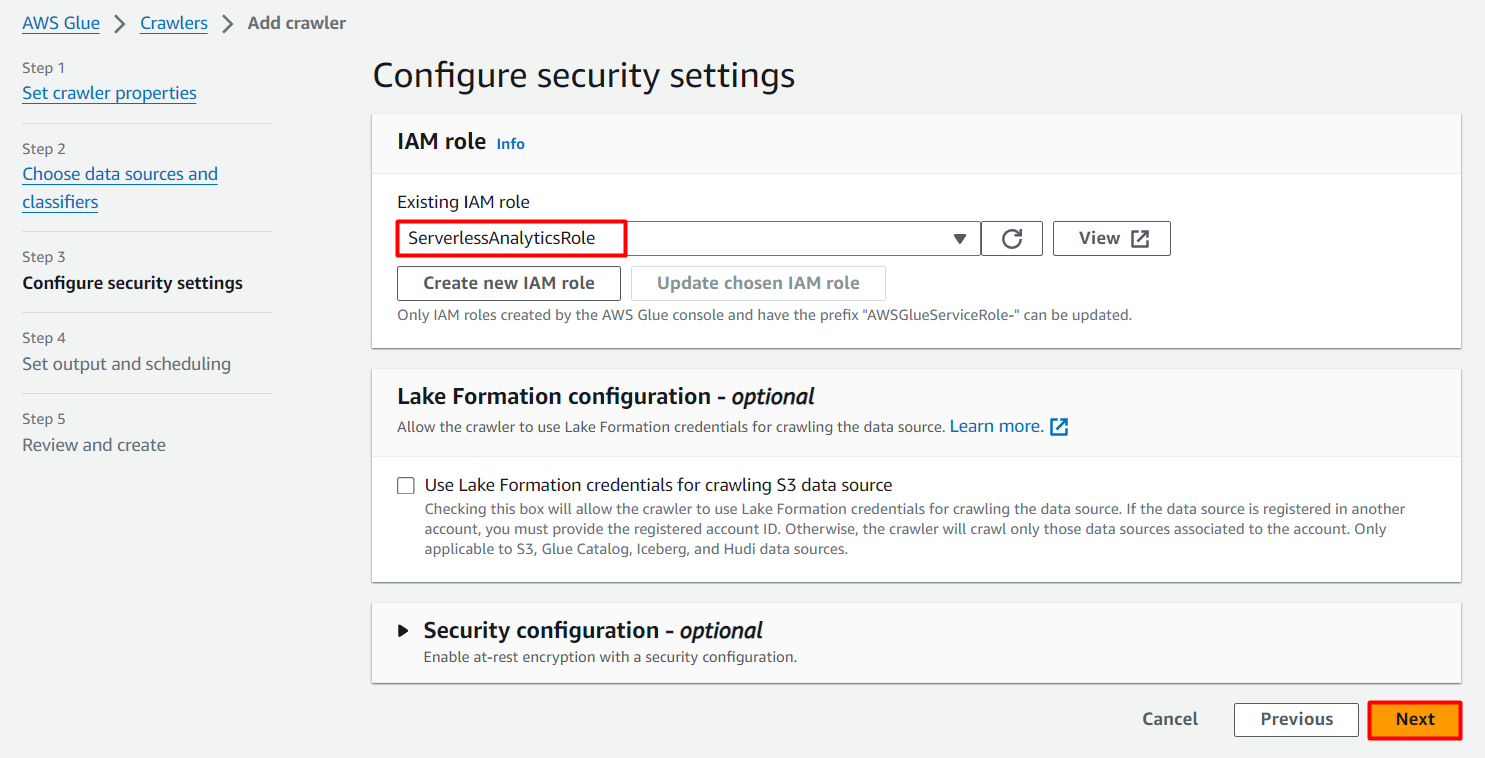 AWS Glue > Crawlers > Add crawler
Step 1
Set crawler properties
Step 2
Choose data sources and
classifiers
Step 3
Configure security settings
Step 4
Set output and scheduling
Step 5
Review and create
Configure security settings
IAM role Info
Existing IAM role
ServerlessAnalyticsRole
View
Create new IAM role Update chosen IAM role
Only IAM roles created by the AWS Glue console and have the prefix "AWSGlueServiceRole-" can be updated.
Lake Formation configuration - optional
Allow the crawler to use Lake Formation credentials for crawling the data source. Learn more.
Use Lake Formation credentials for crawling S3 data source
Checking this box will allow the crawler to use Lake Formation credentials for crawling the data source. If the data source is registered in another
account, you must provide the registered account ID. Otherwise, the crawler will crawl only those data sources associated to the account. Only
applicable to S3, Glue Catalog, Iceberg, and Hudi data sources.
Security configuration - optional
Enable at-rest encryption with a security configuration.
Cancel Previous Next